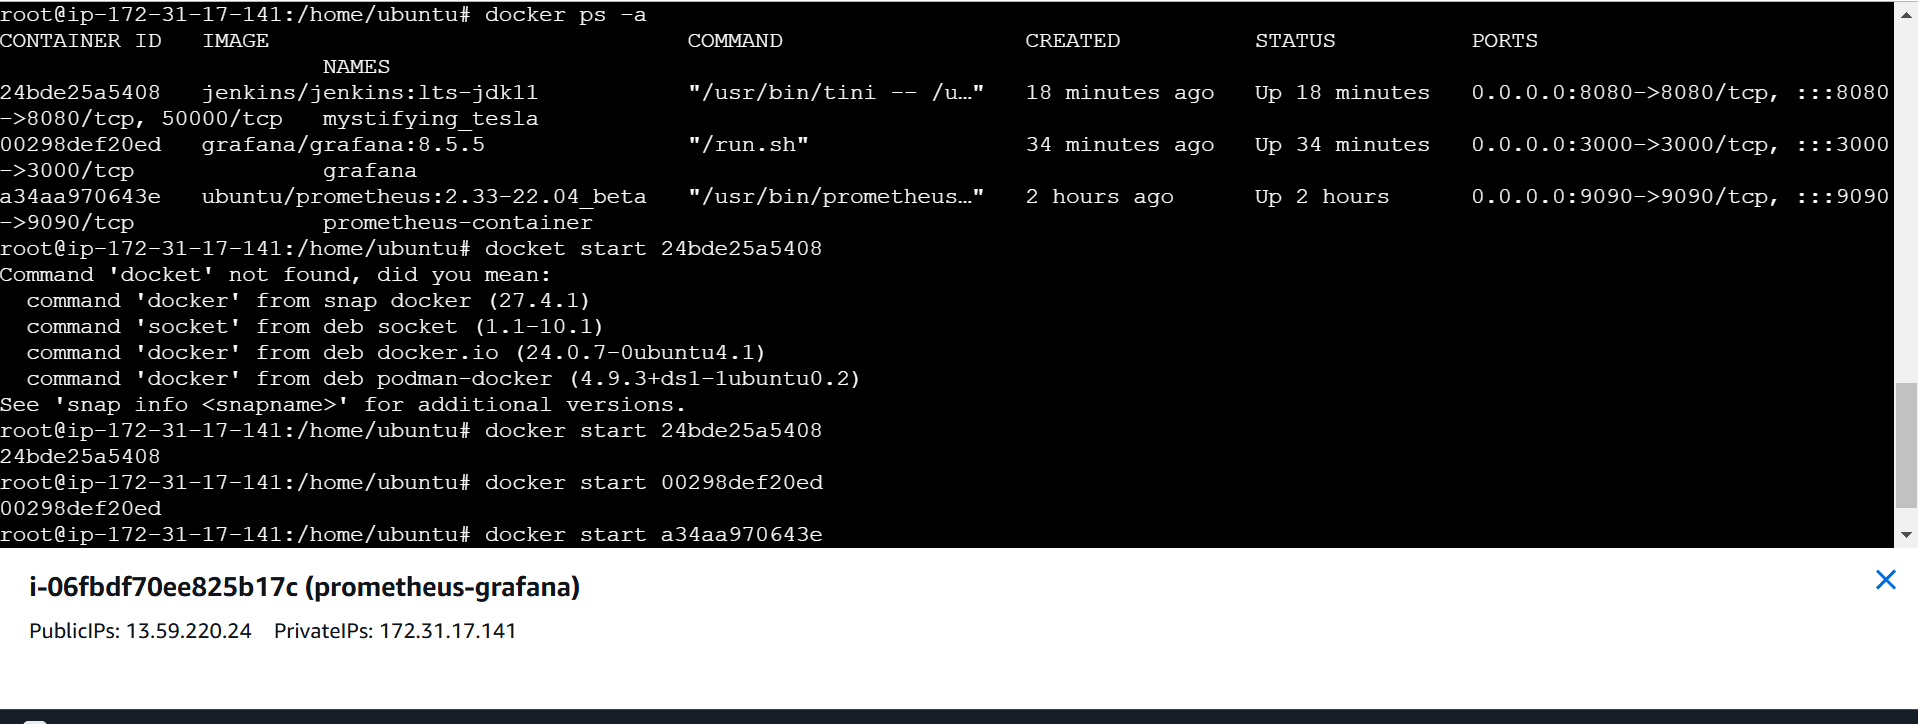 root@ip-172-31-17-141:/home/ubuntu# docker ps -a
CONTAINER ID   IMAGE                               COMMAND                  CREATED          STATUS          PORTS
                        NAMES
24bde25a5408   jenkins/jenkins:lts-jdk11           "/usr/bin/tini -- /u…"   18 minutes ago   Up 18 minutes   0.0.0.0:8080->8080/tcp, :::8080
->8080/tcp, 50000/tcp   mystifying_tesla
00298def20ed   grafana/grafana:8.5.5               "/run.sh"                34 minutes ago   Up 34 minutes   0.0.0.0:3000->3000/tcp, :::3000
->3000/tcp              grafana
a34aa970643e   ubuntu/prometheus:2.33-22.04_beta   "/usr/bin/prometheus…"   2 hours ago      Up 2 hours      0.0.0.0:9090->9090/tcp, :::9090
->9090/tcp              prometheus-container
root@ip-172-31-17-141:/home/ubuntu# docket start 24bde25a5408
Command 'docket' not found, did you mean:
  command 'docker' from snap docker (27.4.1)
  command 'socket' from deb socket (1.1-10.1)
  command 'docker' from deb docker.io (24.0.7-0ubuntu4.1)
  command 'docker' from deb podman-docker (4.9.3+ds1-1ubuntu0.2)
See 'snap info <snapname>' for additional versions.
root@ip-172-31-17-141:/home/ubuntu# docker start 24bde25a5408
24bde25a5408
root@ip-172-31-17-141:/home/ubuntu# docker start 00298def20ed
00298def20ed
root@ip-172-31-17-141:/home/ubuntu# docker start a34aa970643e
i-06fbdf70ee825b17c (prometheus-grafana)
PublicIPs: 13.59.220.24    PrivateIPs: 172.31.17.141